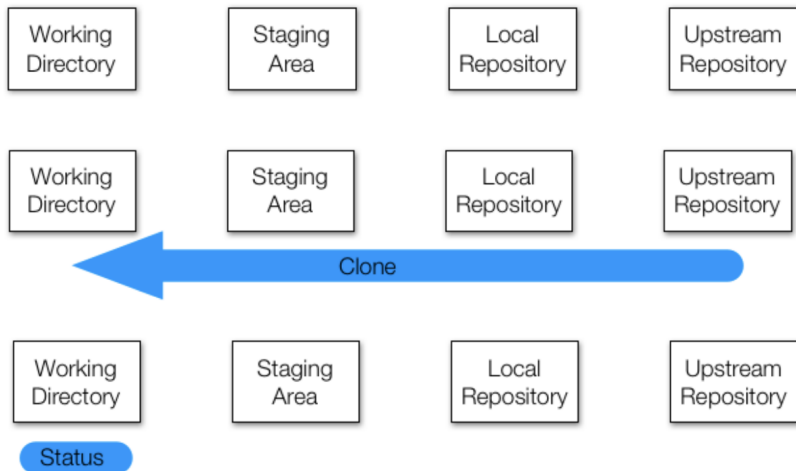 Working Staging Local Upstream
Directory Area Repository Repository
Working Staging Local Upstream
Directory Area Repository Repository
Clone
Working Staging Local Upstream
Directory Area Repository Repository
Status